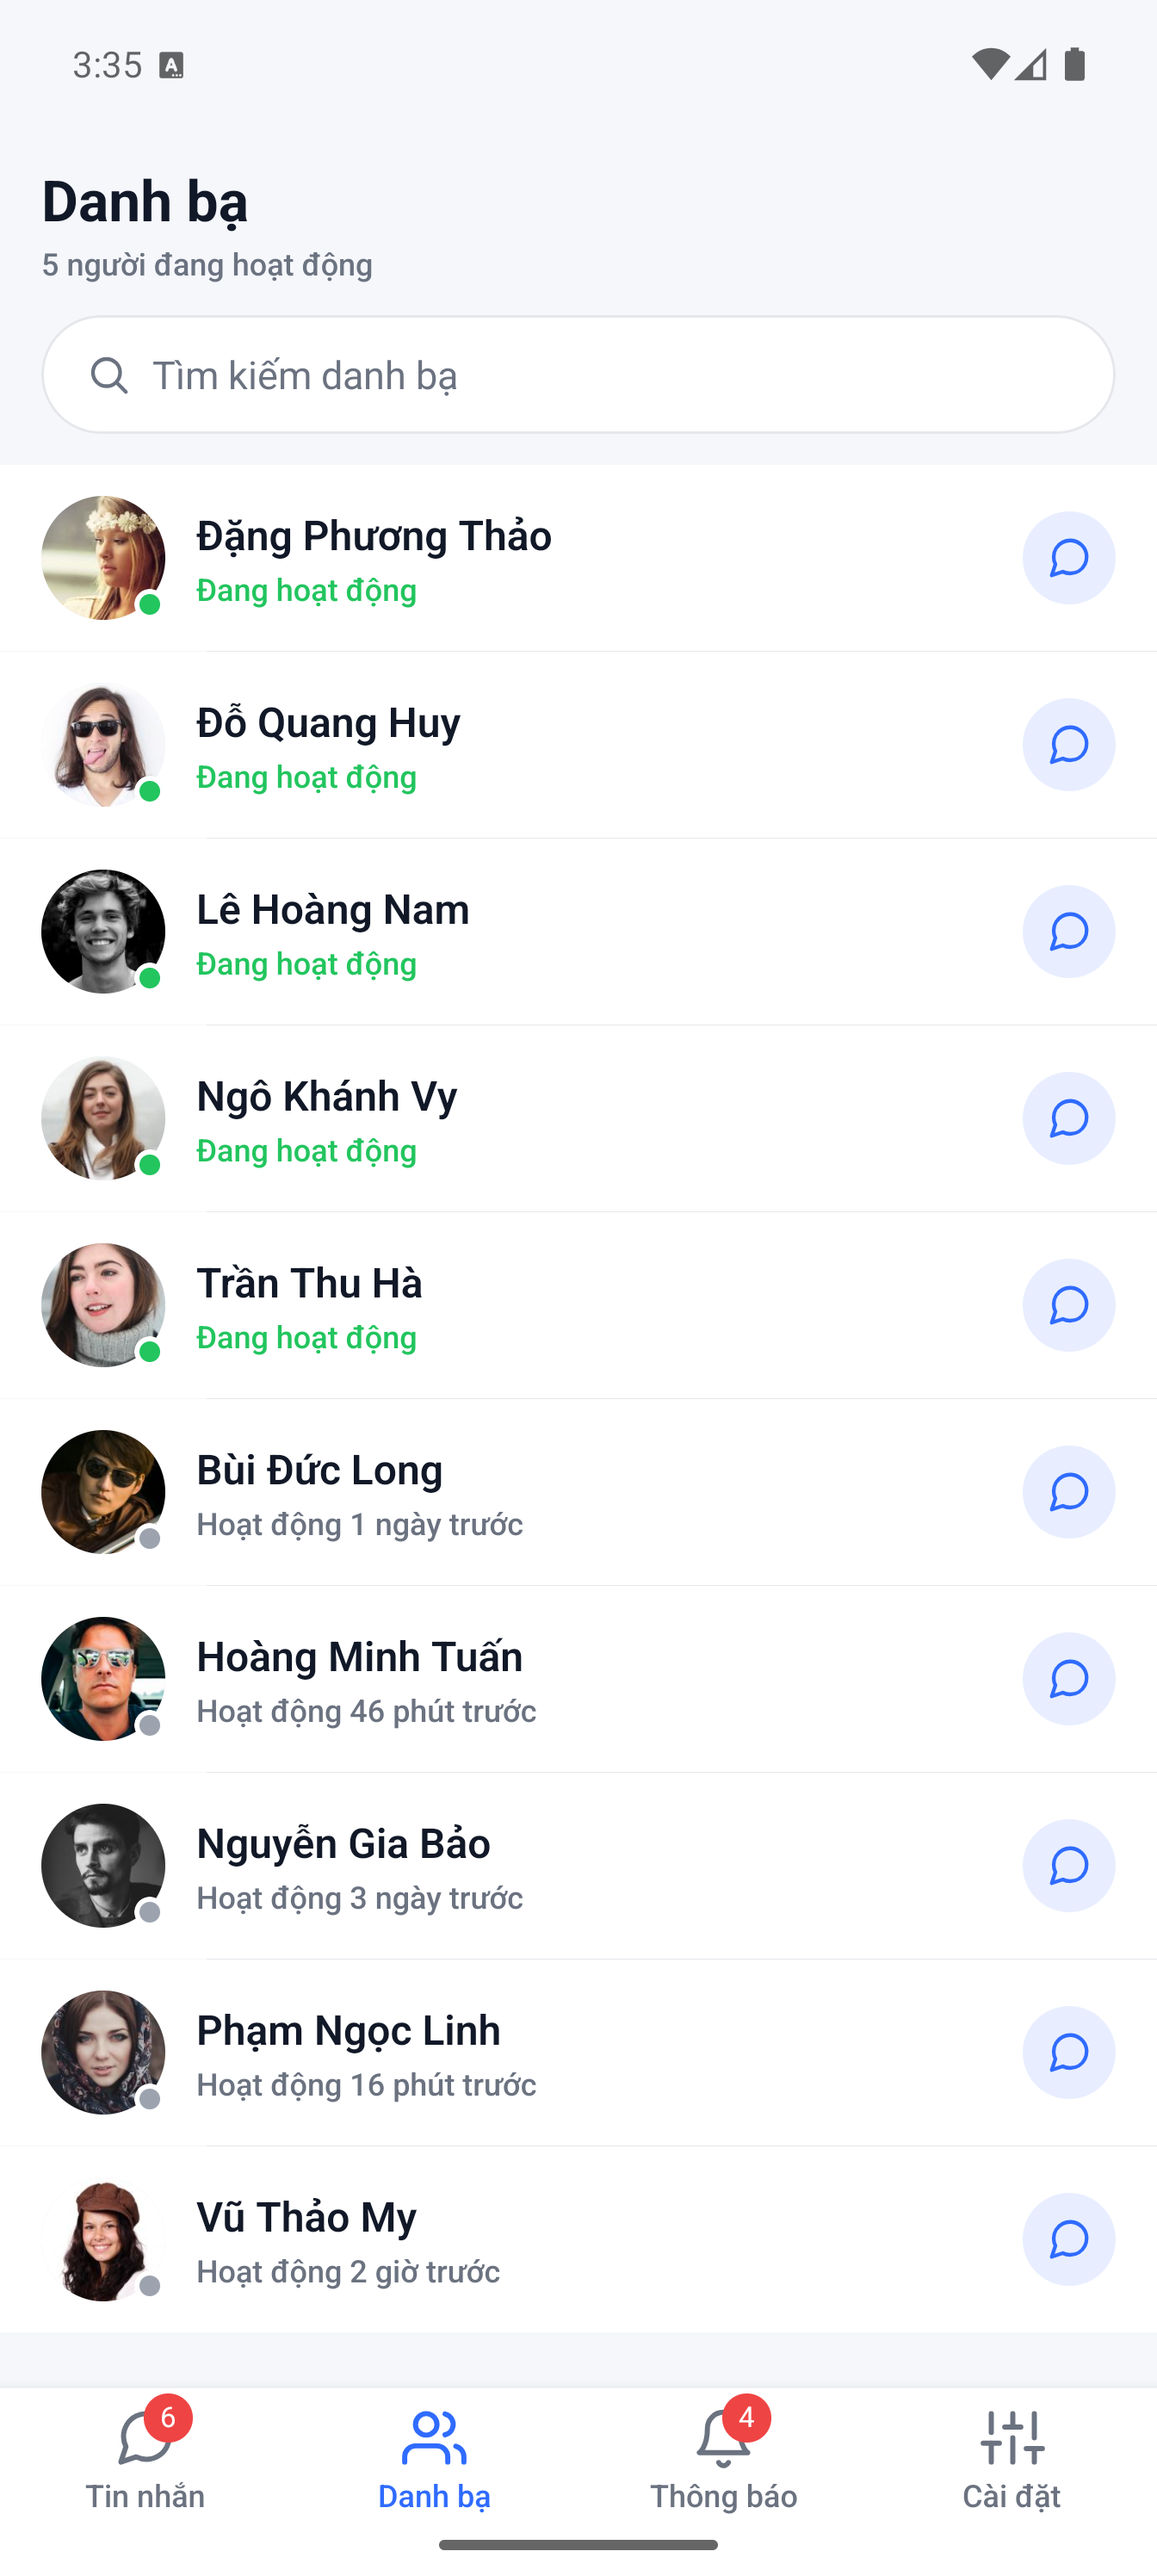 3:35
Danh bạ
5 người đang hoạt động
Tìm kiếm danh bạ
Đặng Phương Thảo
Đang hoạt động
Đỗ Quang Huy
Đang hoạt động
Lê Hoàng Nam
Đang hoạt động
Ngô Khánh Vy
Đang hoạt động
Trần Thu Hà
Đang hoạt động
Bùi Đức Long
Hoạt động 1 ngày trước
Hoàng Minh Tuấn
Hoạt động 46 phút trước
Nguyễn Gia Bảo
Hoạt động 3 ngày trước
Phạm Ngọc Linh
Hoạt động 16 phút trước
Vũ Thảo My
Hoạt động 2 giờ trước
6
4
Tin nhắn
Danh bạ
Thông báo
Cài đặt